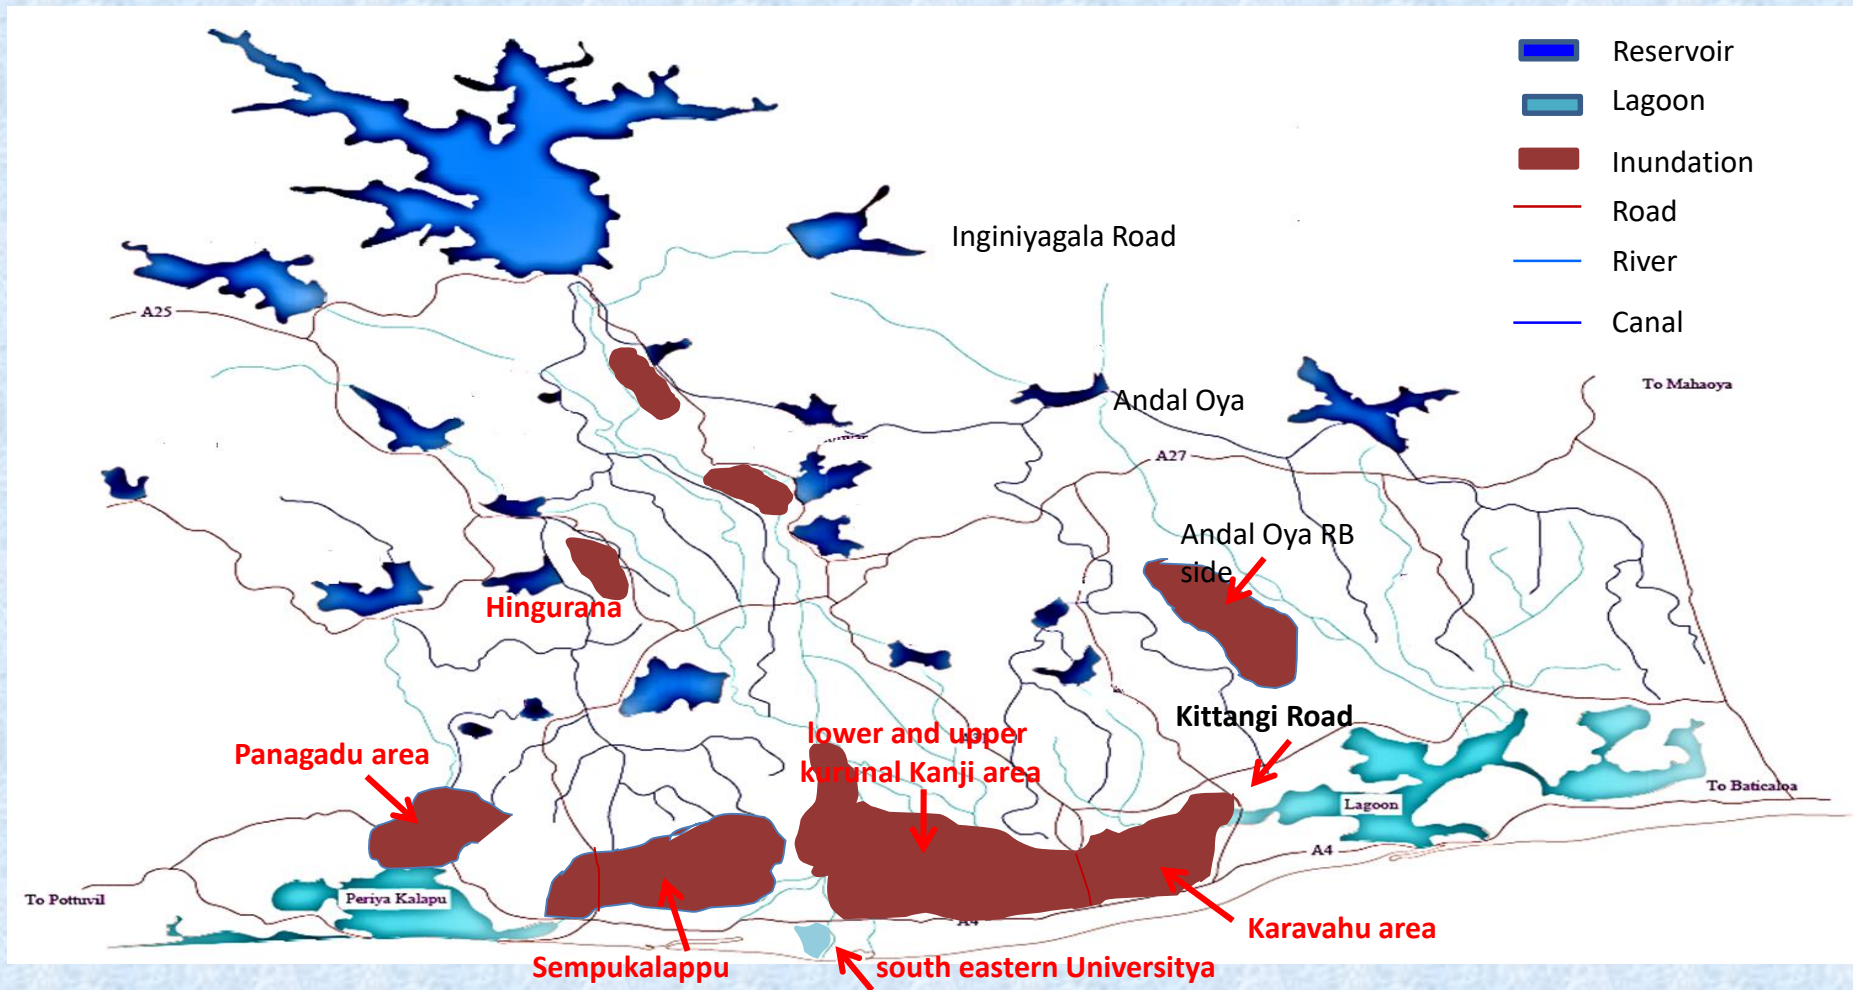 Reservoir
Lagoon
Inundation
Road
River
Canal
Inginiyagala Road
A25
To Mahaoya
Andal Oya
A27
Andal Oya RB
side
Hingurana
Kittangi Road
lower and upper
kurunal Kanji area
Panagadu area
To Baticaloa
Lagoon
A4
To Pottuvil
Periya Kalapu
A4
Karavahu area
Sempukalappu
south eastern Universitya